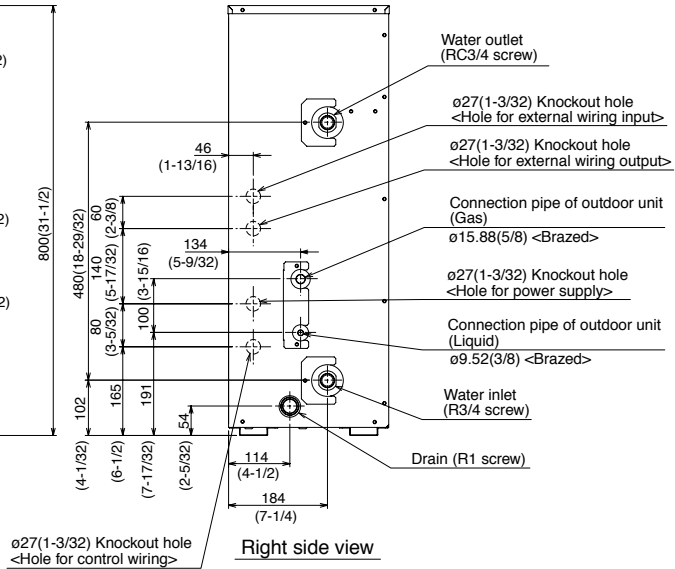 Water outlet
(RC3/4 screw)
ø27(1-3/32) Knockout hole
<Hole for external wiring input>
ø27(1-3/32) Knockout hole
<Hole for external wiring output>
Connection pipe of outdoor unit
(Gas)
ø15.88(5/8) <Brazed>
ø27(1-3/32) Knockout hole
<Hole for power supply>
Connection pipe of outdoor unit
(Liquid)
ø9.52(3/8) <Brazed>
Water inlet
(R3/4 screw)
Drain (R1 screw)
46
(1-13/16)
134
(5-9/32)
800(31-1/2)
480(18-29/32)
60
(2-3/8)
140
(5-17/32)
100
(3-15/16)
80
(3-5/32)
102
(4-1/32)
165
(6-1/2)
191
(7-17/32)
54
(2-5/32)
114
(4-1/2)
184
(7-1/4)
ø27(1-3/32) Knockout hole
<Hole for control wiring>
Right side view